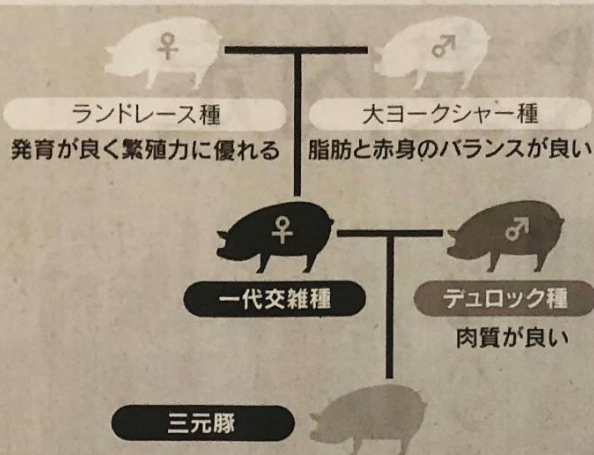 ♀
♂
ランドレース種
大ヨークシャー種
発育が良く繁殖力に優れる
脂肪と赤身のバランスが良い
♀
♂
一代交雑種
デュロック種
肉質が良い
三元豚